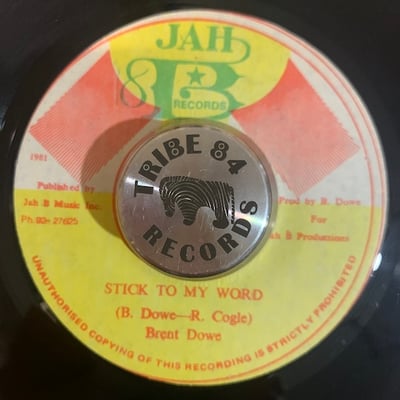 JAH
B
RECORDS
1981
Published by
Jah B Music Inc.
Ph.92-27625
Prod by B. Dowe
For
Jah B Productions
TRIBE 84
RECORDS
STICK TO MY WORD
(B. Dowe—R. Cogle)
Brent Dowe
UNAUTHORISED COPYING OF THIS RECORDING IS STRICTLY PROHIBITED